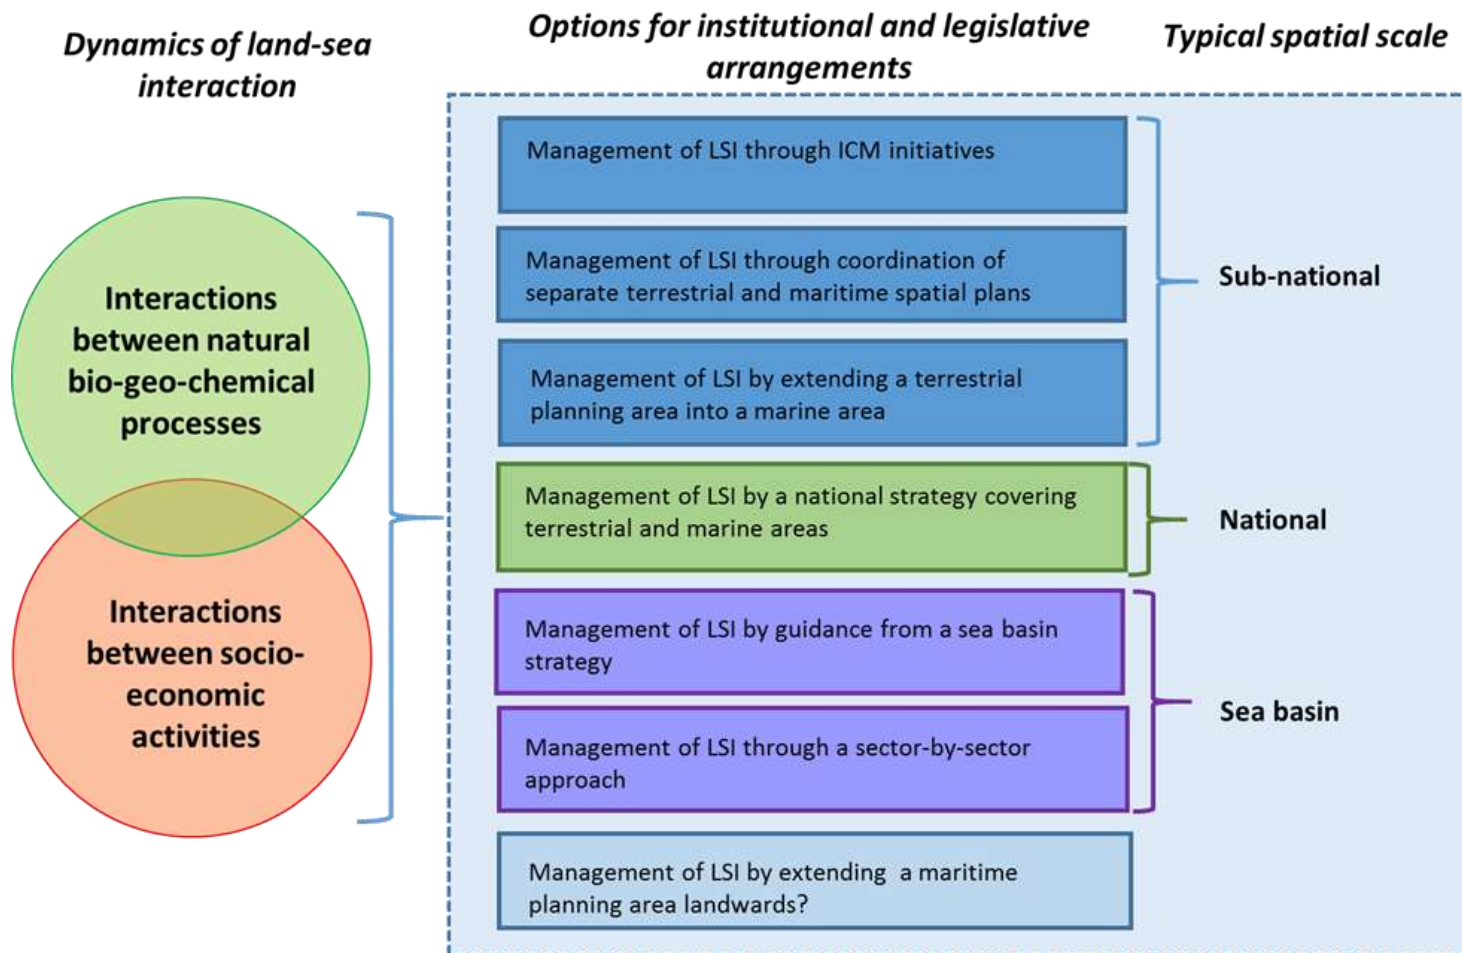 Dynamics of land-sea
interaction
Options for institutional and legislative
arrangements
Typical spatial scale
Interactions
between natural
bio-geo-chemical
processes
Interactions
between socio-
economic
activities
Management of LSI through ICM initiatives
Management of LSI through coordination of
separate terrestrial and maritime spatial plans
Management of LSI by extending a terrestrial
planning area into a marine area
Sub-national
Management of LSI by a national strategy covering
terrestrial and marine areas
National
Management of LSI by guidance from a sea basin
strategy
Management of LSI through a sector-by-sector
approach
Sea basin
Management of LSI by extending  a maritime
planning area landwards?